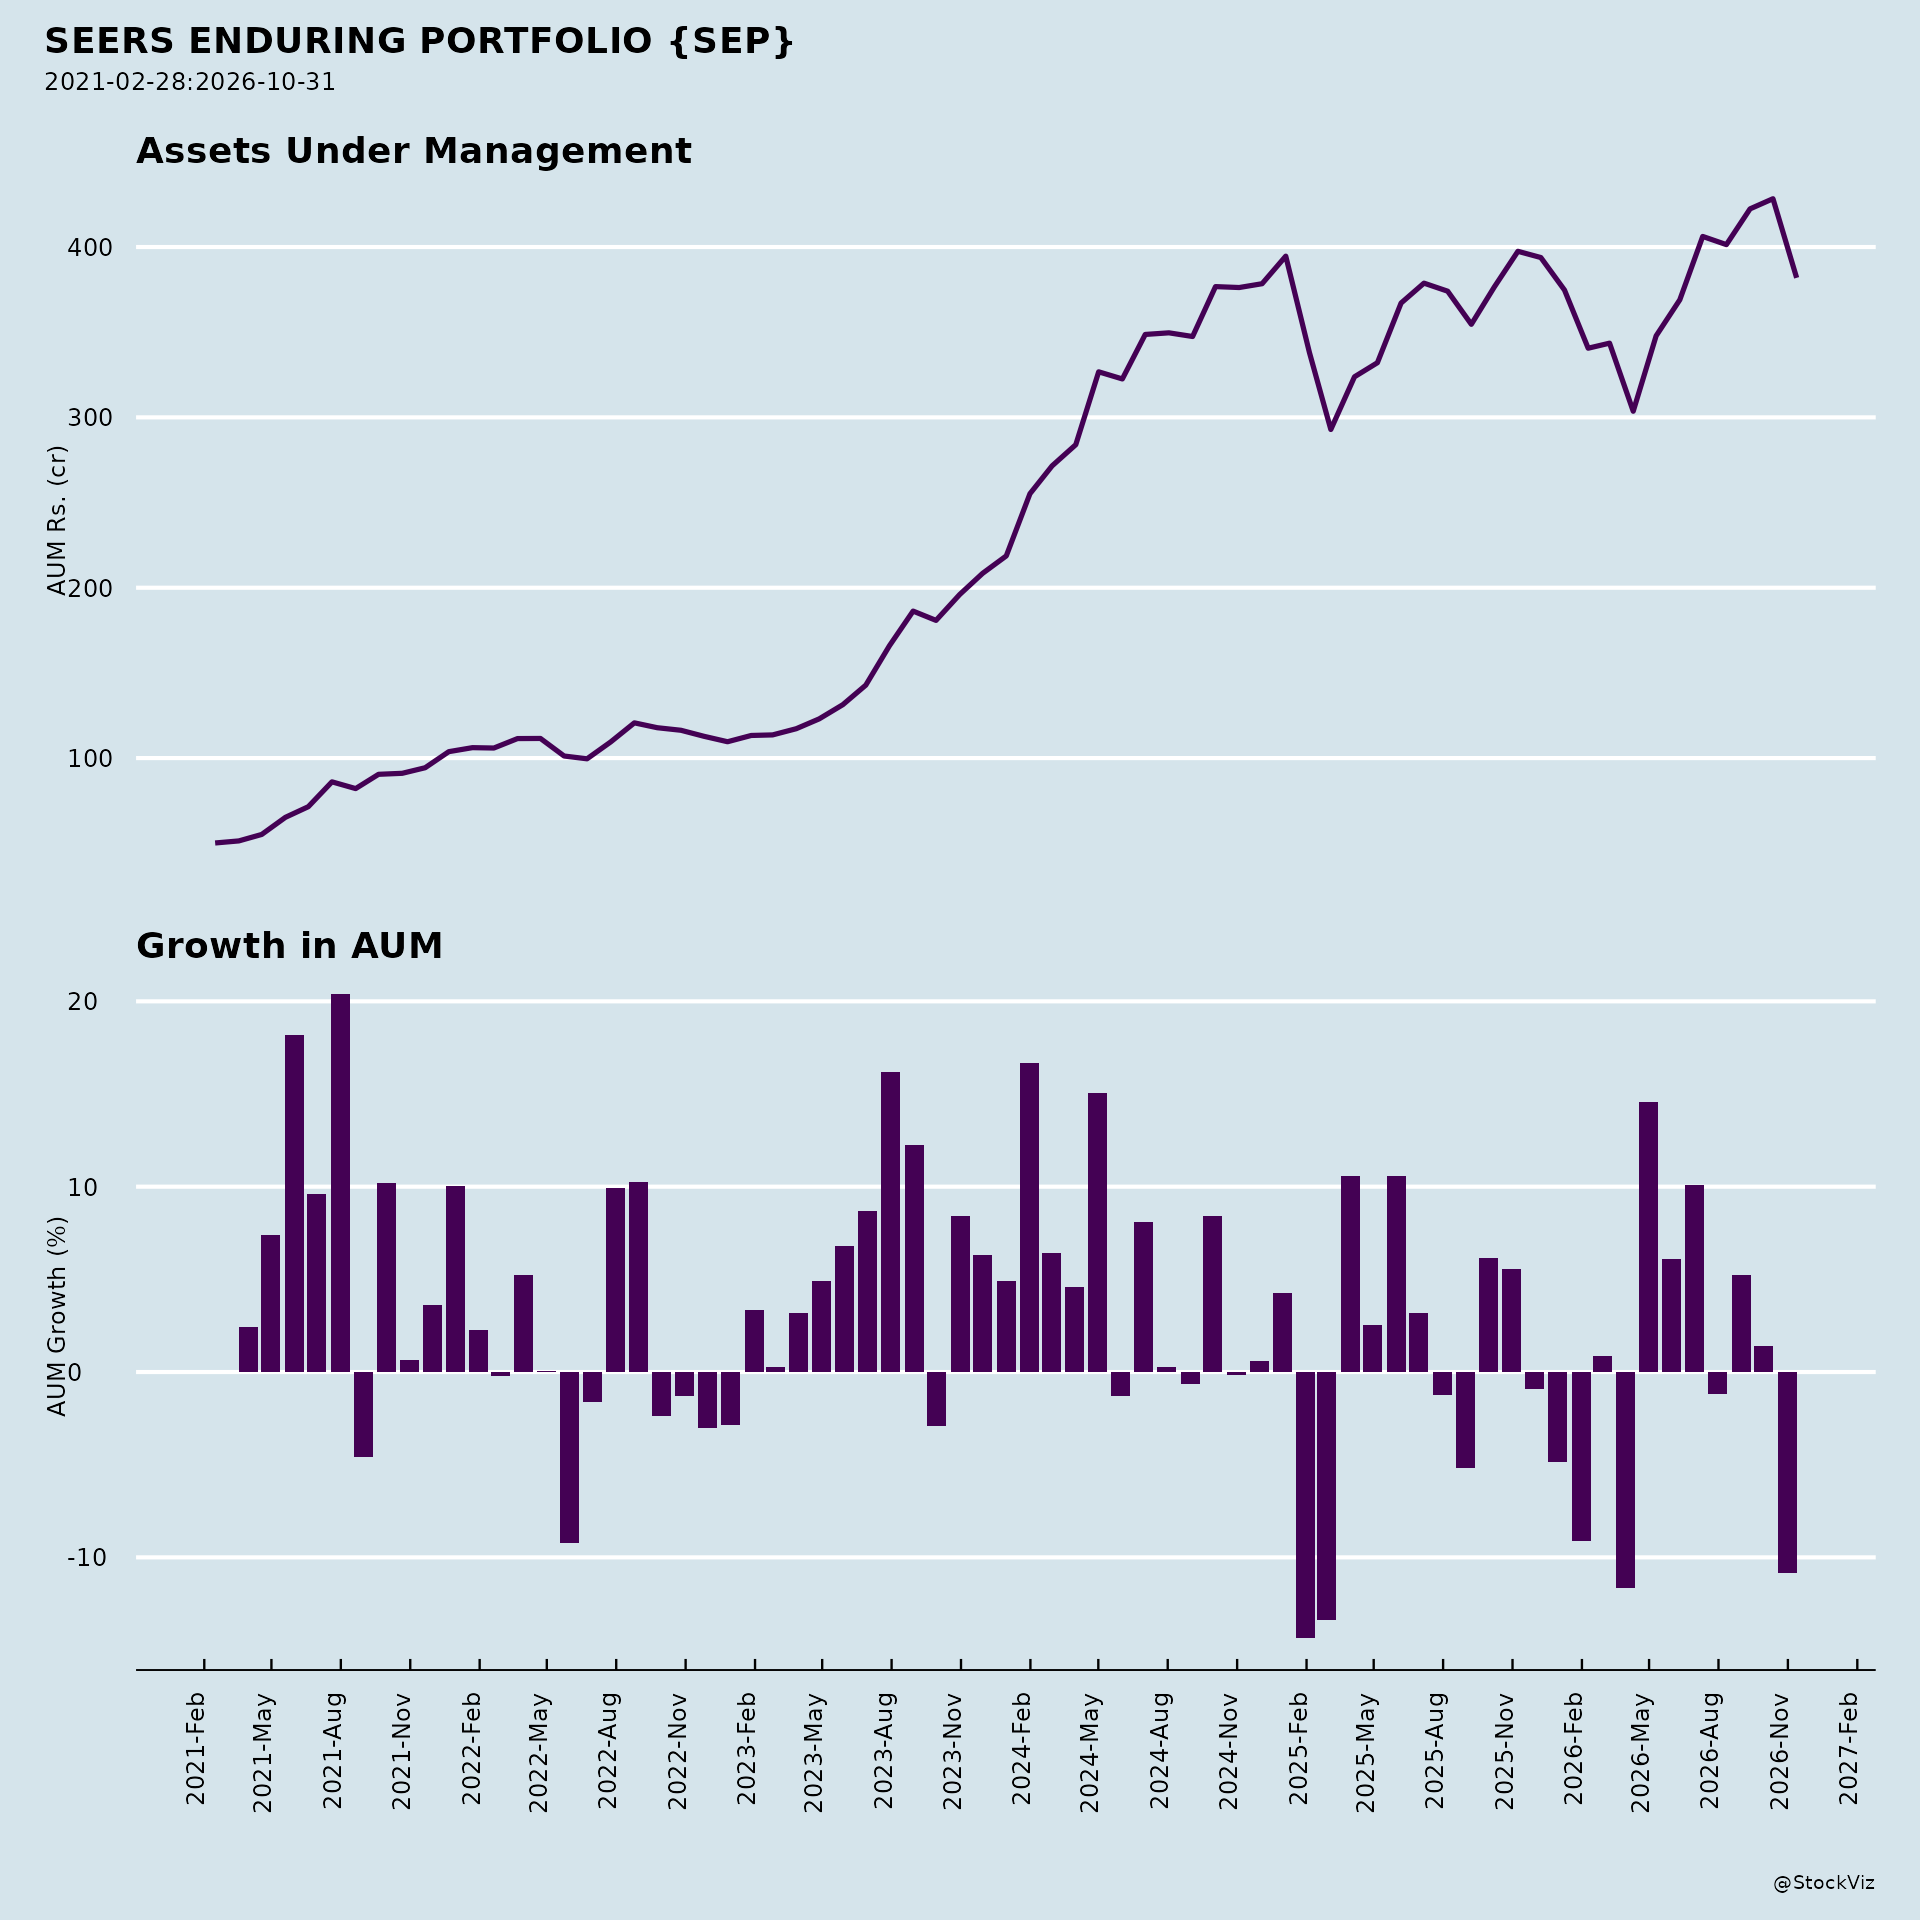 SEERS ENDURING PORTFOLIO {SEP}
2021-02-28:2026-10-31
Assets Under Management
AUM Rs. (cr)
400
300
200
100
Growth in AUM
AUM Growth (%)
20
10
0
-10
2021-Feb
2021-May
2021-Aug
2021-Nov
2022-Feb
2022-May
2022-Aug
2022-Nov
2023-Feb
2023-May
2023-Aug
2023-Nov
2024-Feb
2024-May
2024-Aug
2024-Nov
2025-Feb
2025-May
2025-Aug
2025-Nov
2026-Feb
2026-May
2026-Aug
2026-Nov
2027-Feb
@StockViz